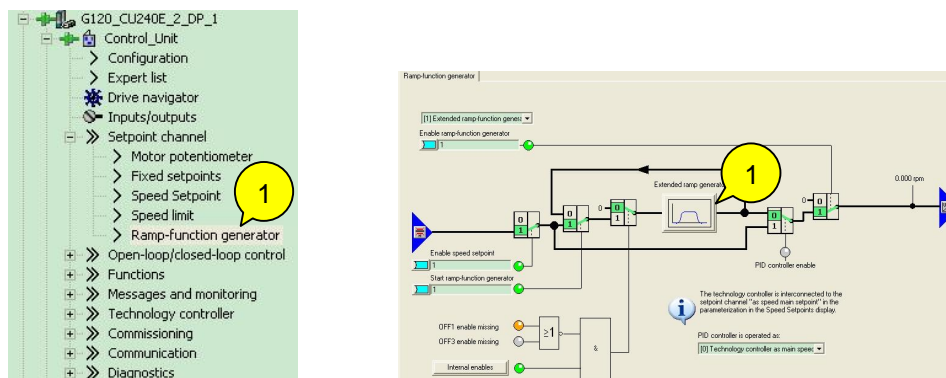 G120_CU240E_2_DP_1
Control_Unit
Configuration
Expert list
Drive navigator
Inputs/outputs
Setpoint channel
Motor potentiometer
Fixed setpoints
Speed Setpoint
Speed limit
Ramp-function generator
Open-loop/closed-loop control
Functions
Messages and monitoring
Technology controller
Commissioning
Communication
Diagnostics
1
Ramp-function generator
[1] Extended ramp-function genera
Enable ramp-function generator
1
Extended ramp generat
1
0.000 rpm
0
1
0
1
0
0
1
0
1
0
0
1
Enable speed setpoint
1
Start ramp-function generator
1
PID controller enable
The technology controller is interconnected to the
setpoint channel "as speed main setpoint" in the
parameterization in the Speed Setpoints display.
OFF1 enable missing
OFF3 enable missing
≥1
&
PID controller is operated as:
[0] Technology controller as main speec
Internal enables